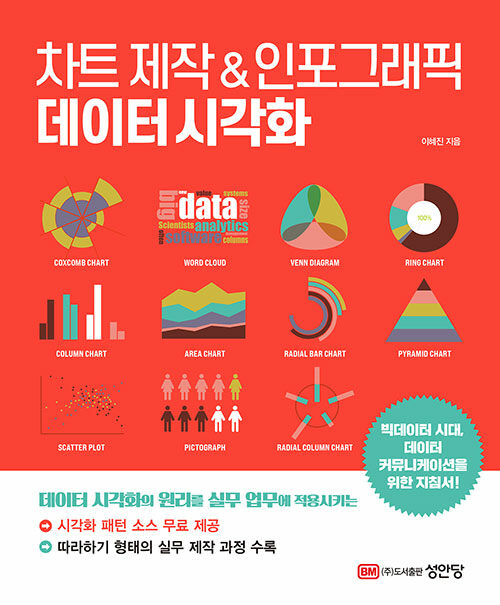 차트 제작 & 인포그래픽
데이터 시각화
이혜진 지음
COXCOMB CHART
big
data
value
systems
size
Scientists
analytics
software
columns
WORD CLOUD
VENN DIAGRAM
100%
RING CHART
COLUMN CHART
AREA CHART
RADIAL BAR CHART
PYRAMID CHART
SCATTER PLOT
PICTOGRAPH
RADIAL COLUMN CHART
빅데이터 시대,
데이터
커뮤니케이션을
위한 지침서!
데이터 시각화의 원리를 실무 업무에 적용시키는
시각화 패턴 소스 무료 제공
따라하기 형태의 실무 제작 과정 수록
BM (주)도서출판 성안당